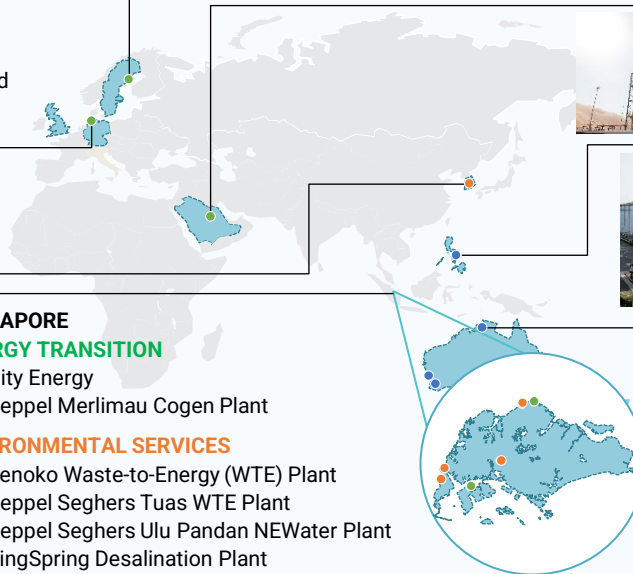 d
APORE
RGY TRANSITION
ity Energy
eppel Merlimau Cogen Plant
RONMENTAL SERVICES
enoko Waste-to-Energy (WTE) Plant
eppel Seghers Tuas WTE Plant
eppel Seghers Ulu Pandan NEWater Plant
ingSpring Desalination Plant